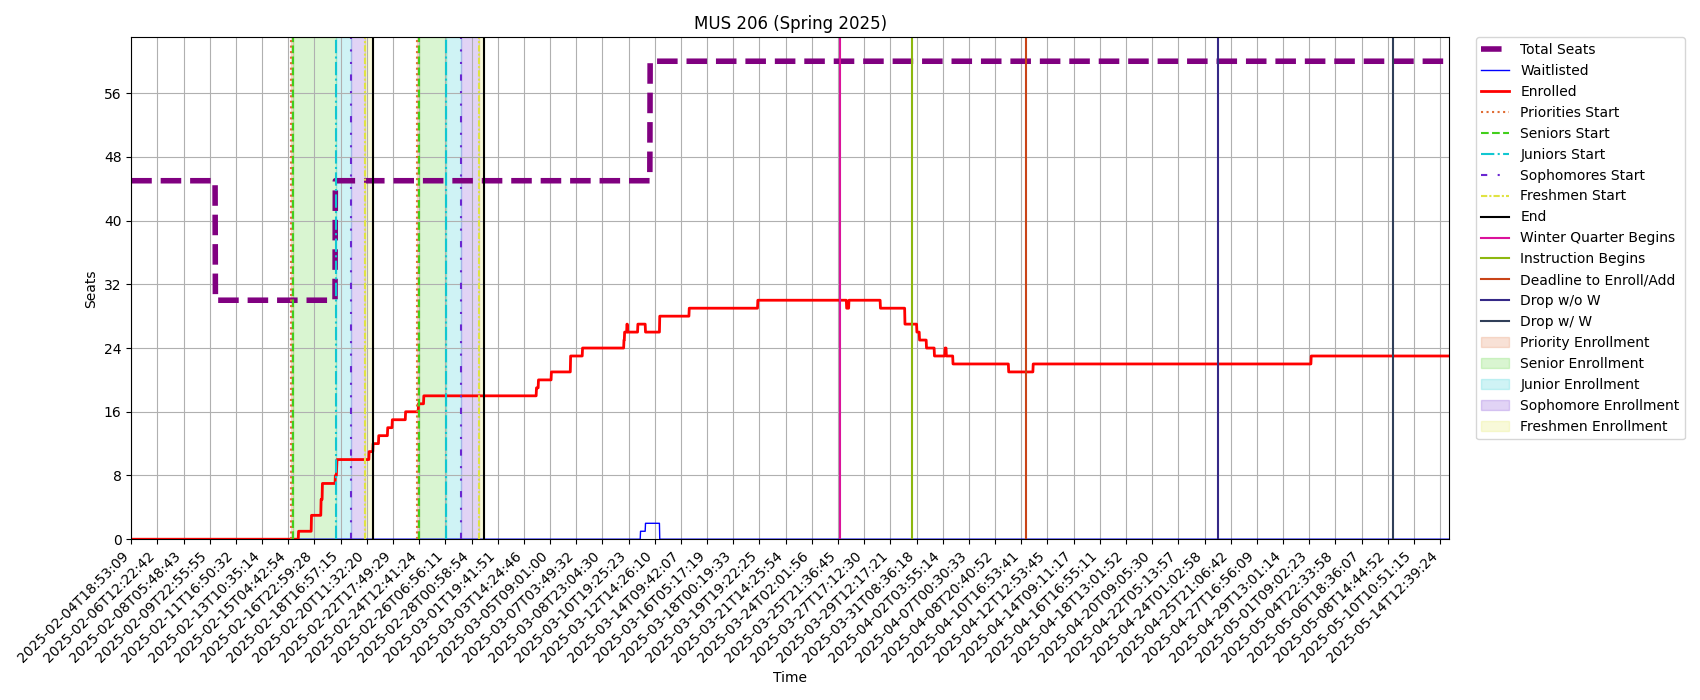 MUS 206 (Spring 2025)
Seats
56
48
40
32
24
16
8
0
2025-02-04T18:53:09
2025-02-06T12:22:42
2025-02-08T05:48:43
2025-02-09T22:55:55
2025-02-11T16:50:32
2025-02-13T10:35:14
2025-02-15T04:42:54
2025-02-16T22:59:28
2025-02-18T16:57:15
2025-02-20T11:32:20
2025-02-22T17:49:29
2025-02-24T12:41:24
2025-02-26T06:56:11
2025-02-28T00:58:54
2025-03-01T19:41:51
2025-03-03T14:24:46
2025-03-05T09:01:00
2025-03-07T03:49:32
2025-03-08T23:04:30
2025-03-10T19:25:23
2025-03-12T14:26:10
2025-03-14T09:42:07
2025-03-16T05:17:19
2025-03-18T00:19:33
2025-03-19T19:22:25
2025-03-21T14:25:54
2025-03-24T02:01:56
2025-03-25T21:36:45
2025-03-27T17:12:30
2025-03-29T12:17:21
2025-03-31T08:36:18
2025-04-02T03:55:14
2025-04-07T00:30:33
2025-04-08T20:40:52
2025-04-10T16:53:41
2025-04-12T12:53:45
2025-04-14T09:11:17
2025-04-16T16:55:11
2025-04-18T13:01:52
2025-04-20T09:05:30
2025-04-22T05:13:57
2025-04-24T01:02:58
2025-04-25T21:06:42
2025-04-27T16:56:09
2025-04-29T13:01:14
2025-05-01T09:02:23
2025-05-04T22:33:58
2025-05-06T18:36:07
2025-05-08T14:44:52
2025-05-10T10:51:15
2025-05-14T12:39:24
Time
Total Seats
Waitlisted
Enrolled
Priorities Start
Seniors Start
Juniors Start
Sophomores Start
Freshmen Start
End
Winter Quarter Begins
Instruction Begins
Deadline to Enroll/Add
Drop w/o W
Drop w/ W
Priority Enrollment
Senior Enrollment
Junior Enrollment
Sophomore Enrollment
Freshmen Enrollment